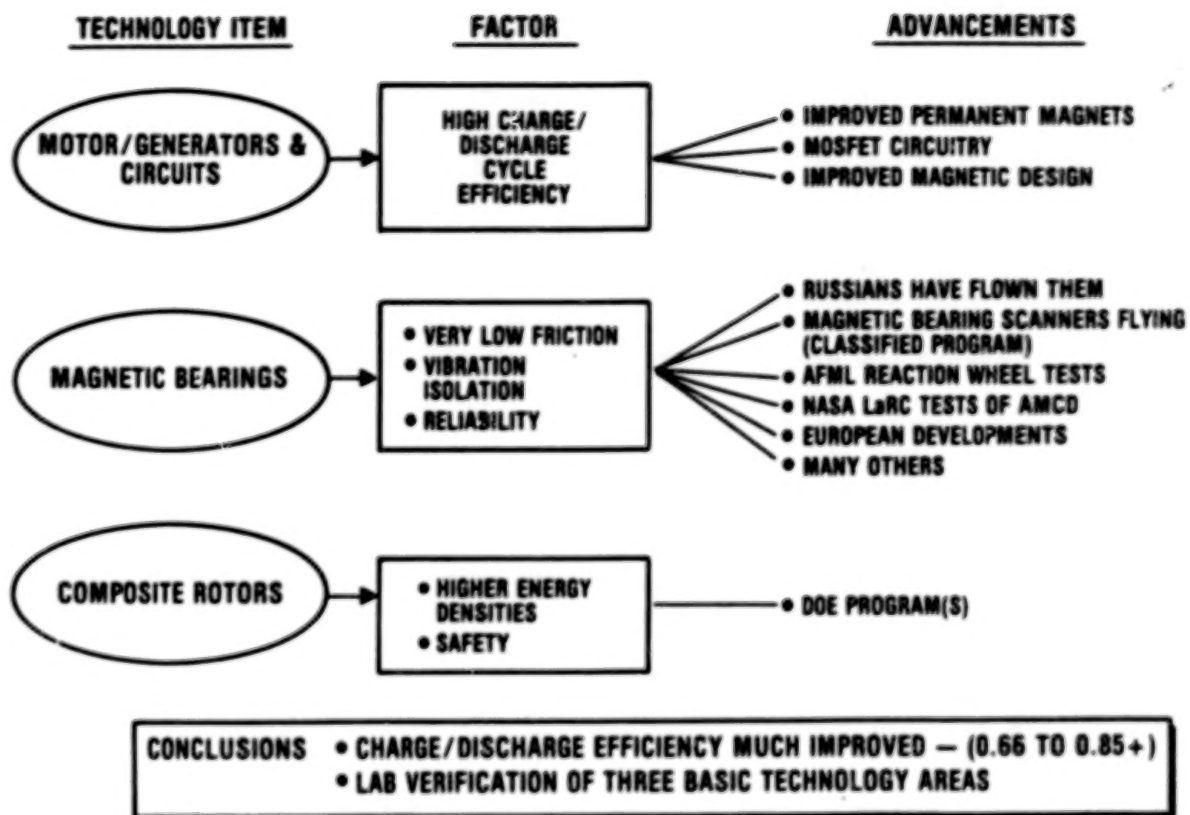 TECHNOLOGY ITEM
FACTOR
ADVANCEMENTS
MOTOR/GENERATORS &
CIRCUITS
HIGH CHARGE/
DISCHARGE
CYCLE
EFFICIENCY
• IMPROVED PERMANENT MAGNETS
• MOSFET CIRCUITRY
• IMPROVED MAGNETIC DESIGN
MAGNETIC BEARINGS
• VERY LOW FRICTION
• VIBRATION
ISOLATION
• RELIABILITY
• RUSSIANS HAVE FLOWN THEM
• MAGNETIC BEARING SCANNERS FLYING
(CLASSIFIED PROGRAM)
• AFML REACTION WHEEL TESTS
• NASA LaRC TESTS OF AMCD
• EUROPEAN DEVELOPMENTS
• MANY OTHERS
COMPOSITE ROTORS
• HIGHER ENERGY
DENSITIES
• SAFETY
• DOE PROGRAM(S)
CONCLUSIONS • CHARGE/DISCHARGE EFFICIENCY MUCH IMPROVED — (0.66 TO 0.85+)
• LAB VERIFICATION OF THREE BASIC TECHNOLOGY AREAS